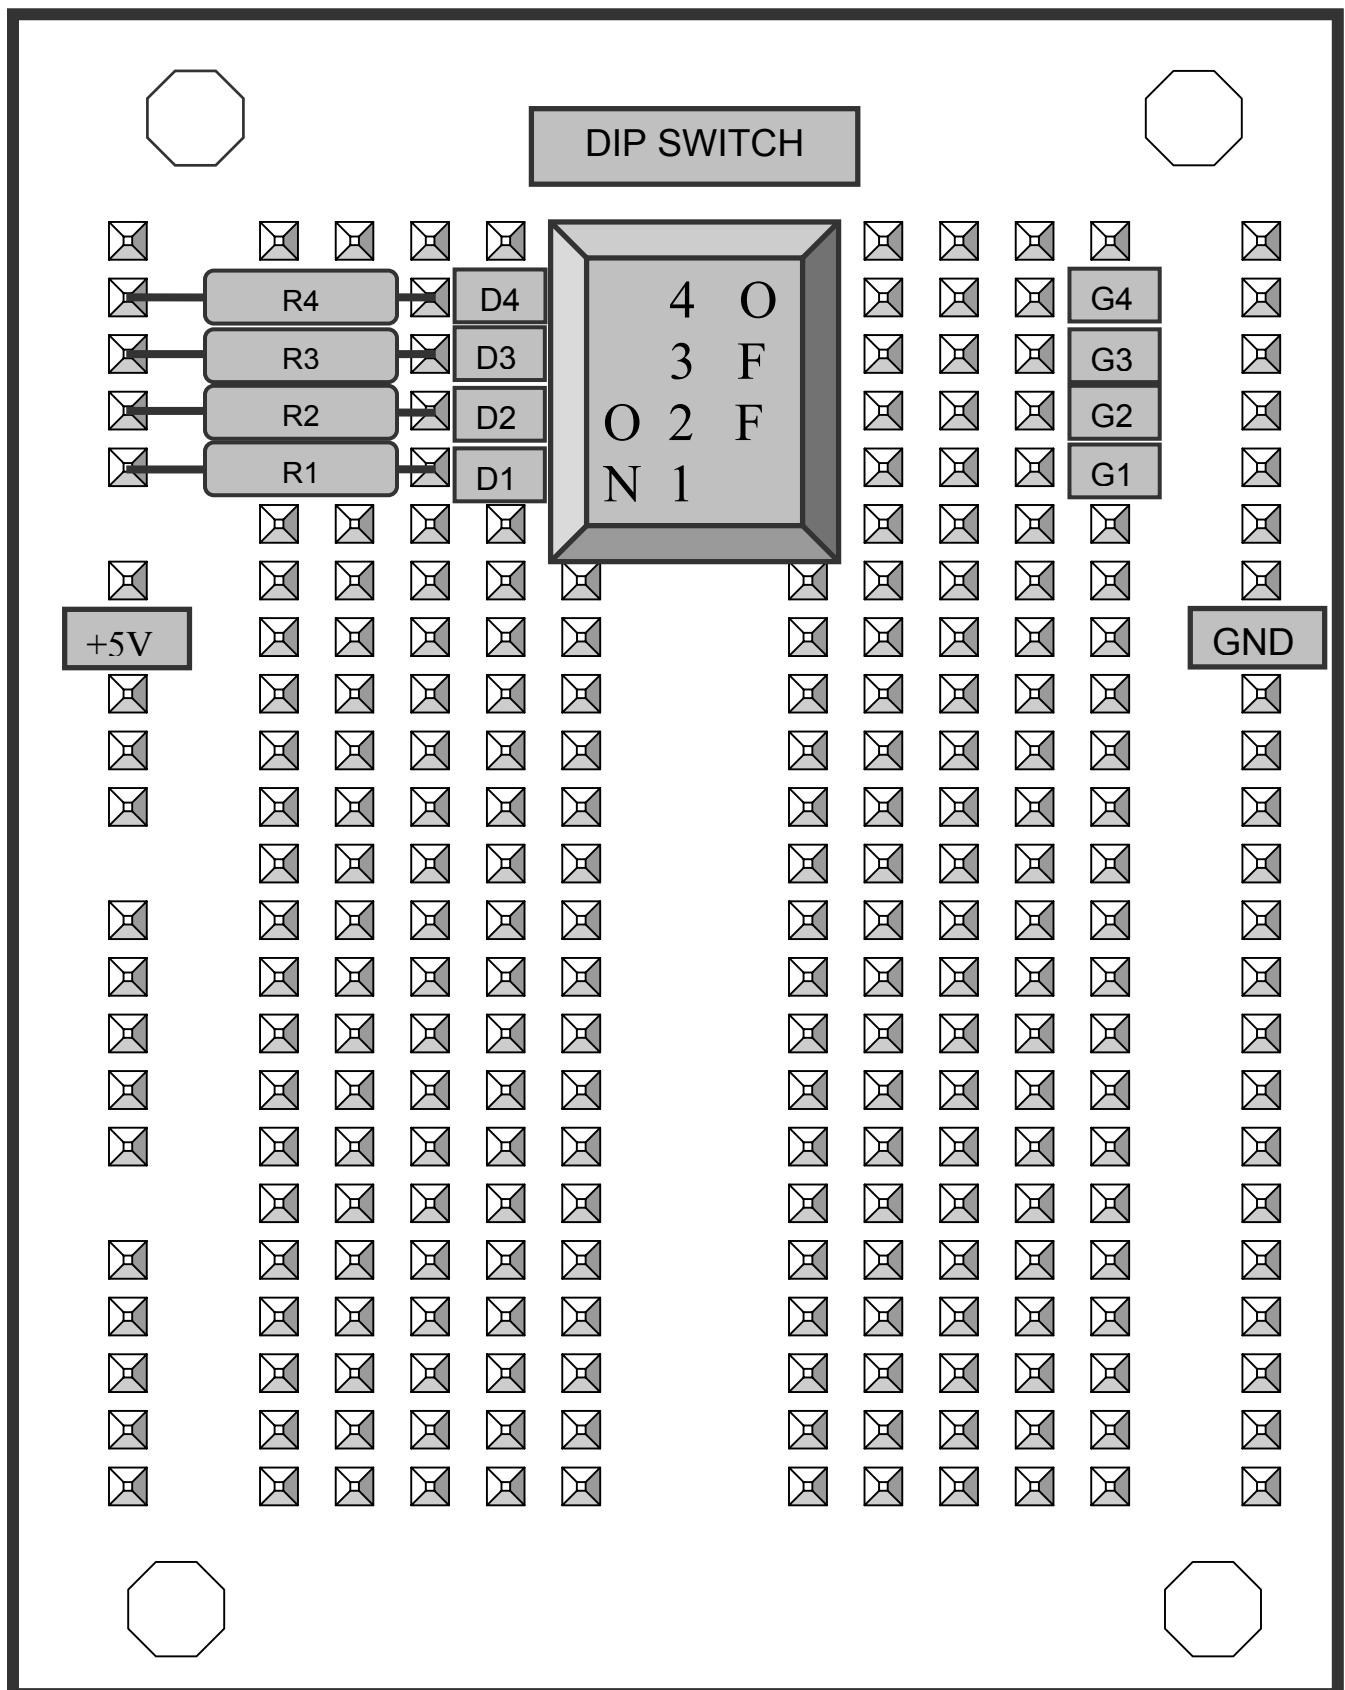 DIP SWITCH
R4 D4 4 O G4
R3 D3 3 F G3
R2 D2 O 2 F G2
R1 D1 N 1 G1
+5V GND